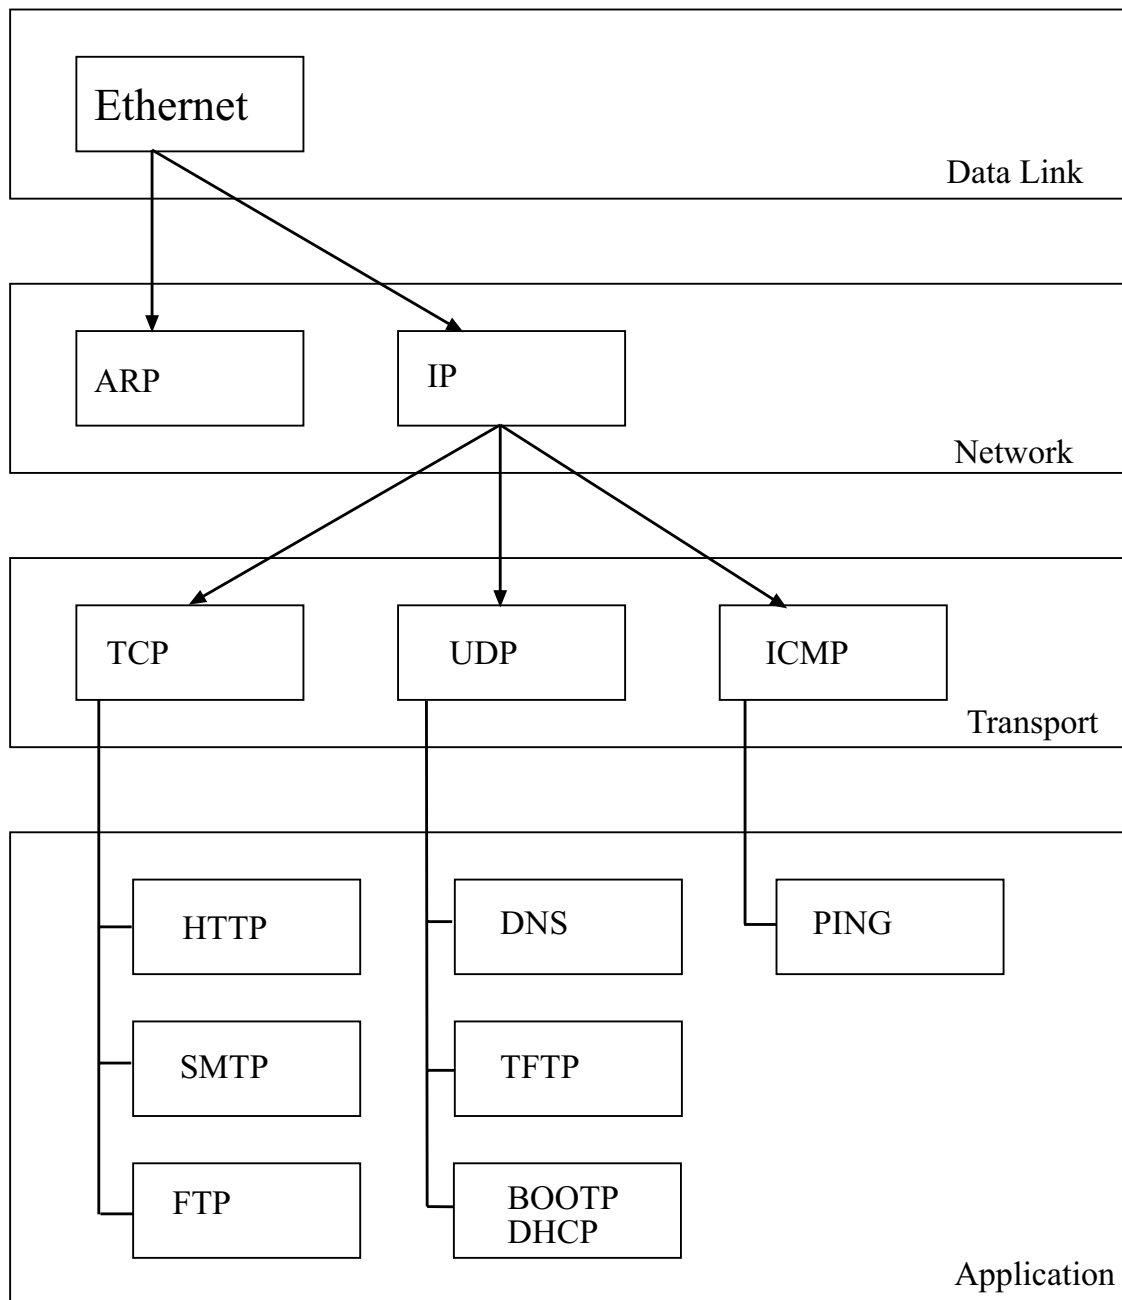 Ethernet
Data Link
ARP
IP
Network
TCP
UDP
ICMP
Transport
HTTP
DNS
PING
SMTP
TFTP
FTP
BOOTP
DHCP
Application